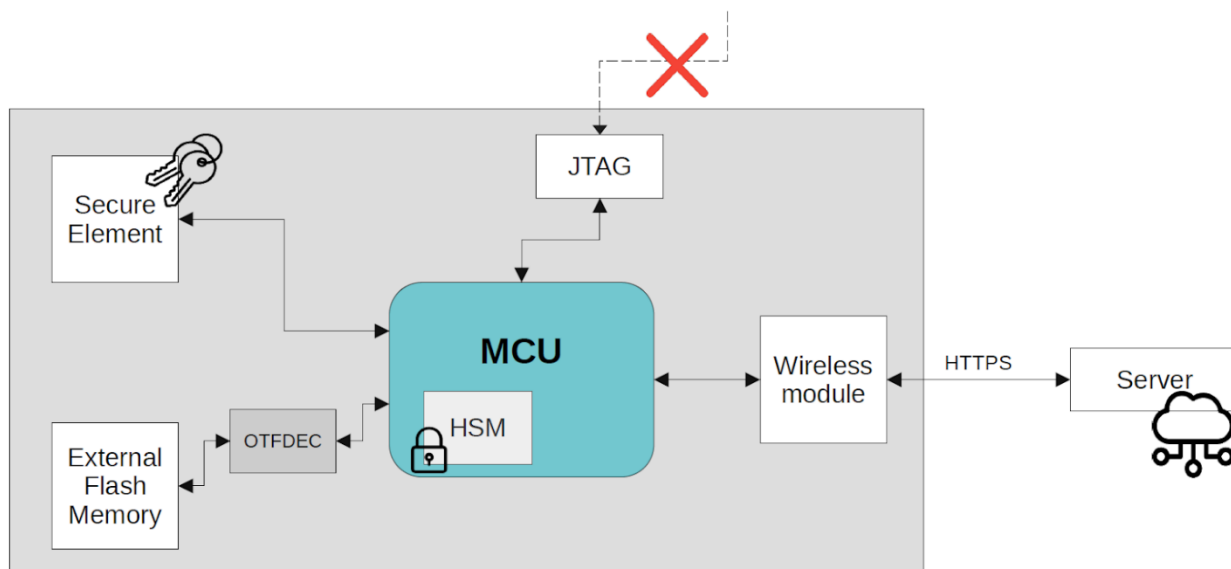 JTAG
Secure
Element
MCU
HSM
OTFDEC
External
Flash
Memory
Wireless
module
HTTPS
Server